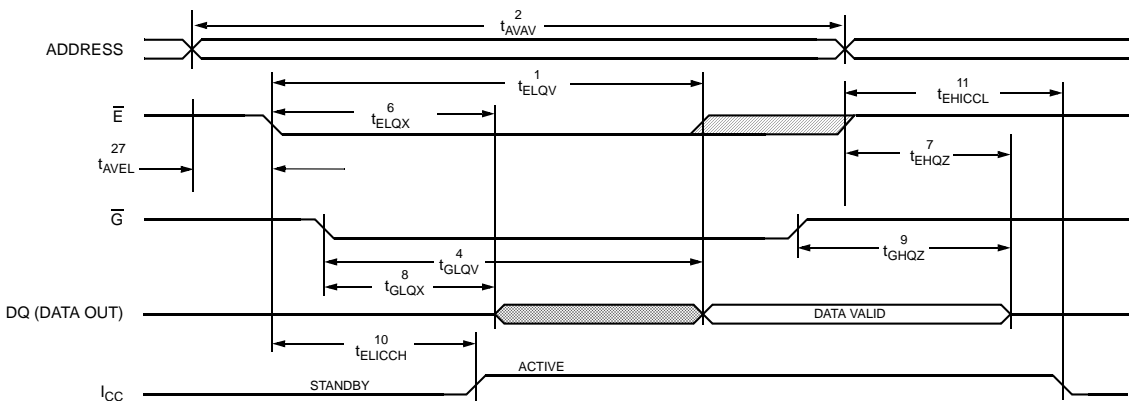 2
tAVAV
ADDRESS
1
tELQV
11
tEHICCL
6
tELQX
E
27
tAVEL
7
tEHQZ
G
9
tGHQZ
4
tGLQV
8
tGLQX
DQ (DATA OUT)
DATA VALID
10
tELICCH
ACTIVE
STANDBY
ICC